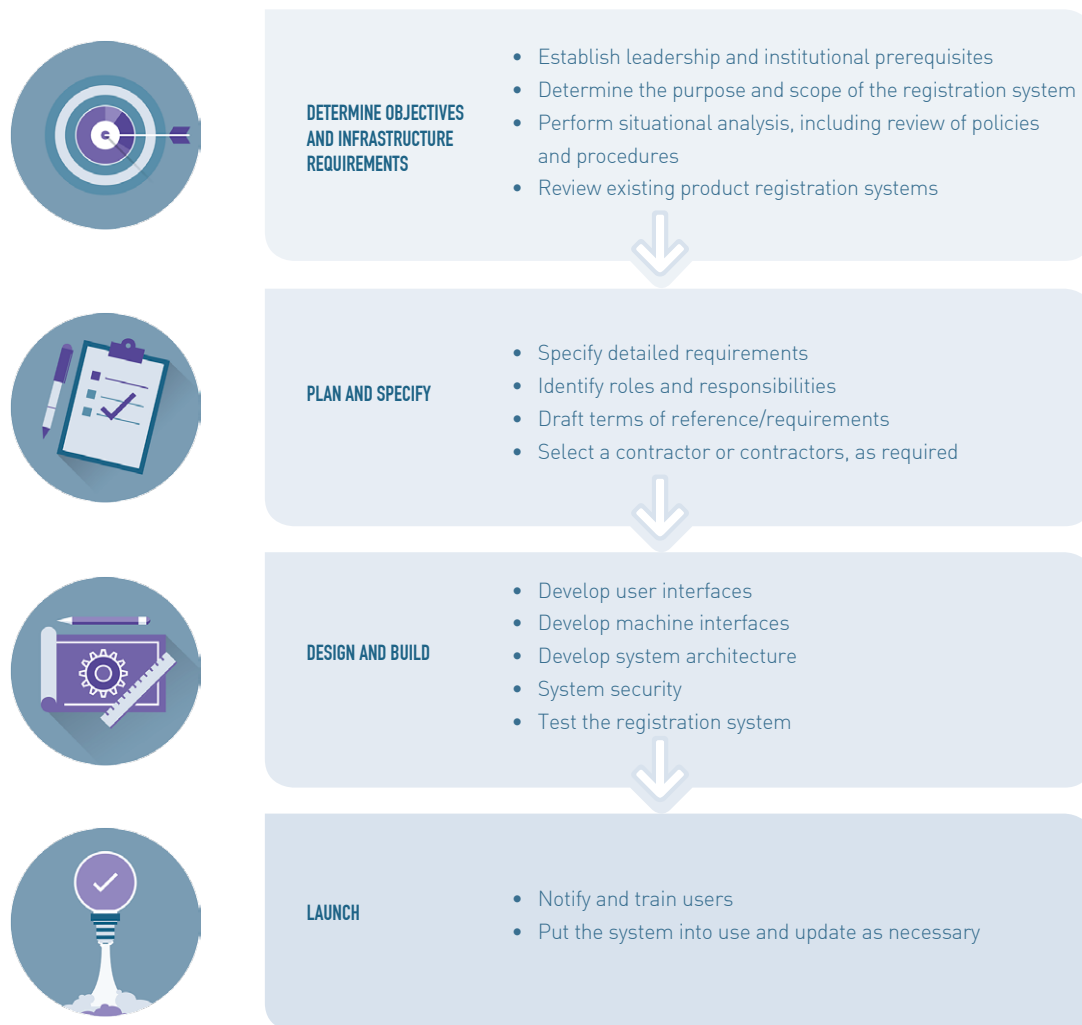 DETERMINE OBJECTIVES
AND INFRASTRUCTURE
REQUIREMENTS
• Establish leadership and institutional prerequisites
• Determine the purpose and scope of the registration system
• Perform situational analysis, including review of policies
and procedures
• Review existing product registration systems
PLAN AND SPECIFY
• Specify detailed requirements
• Identify roles and responsibilities
• Draft terms of reference/requirements
• Select a contractor or contractors, as required
DESIGN AND BUILD
• Develop user interfaces
• Develop machine interfaces
• Develop system architecture
• System security
• Test the registration system
LAUNCH
• Notify and train users
• Put the system into use and update as necessary